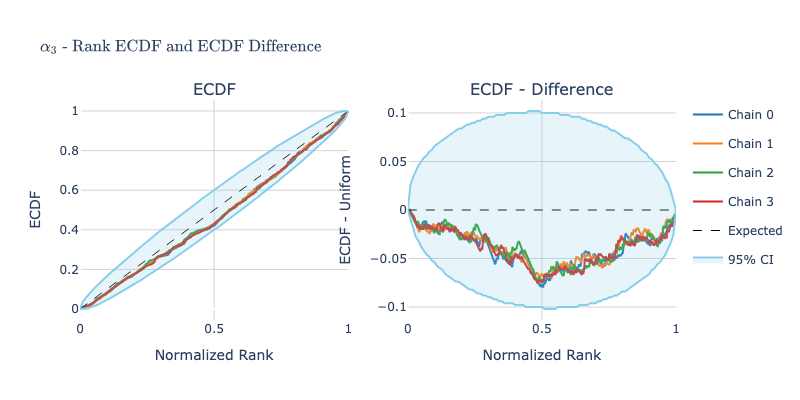 α₃ - Rank ECDF and ECDF Difference
ECDF
ECDF - Difference
1
0.8
0.6
0.4
0.2
0
ECDF
0
0.5
1
Normalized Rank
0.1
0.05
0
−0.05
−0.1
ECDF - Uniform
0
0.5
1
Normalized Rank
Chain 0
Chain 1
Chain 2
Chain 3
Expected
95% CI